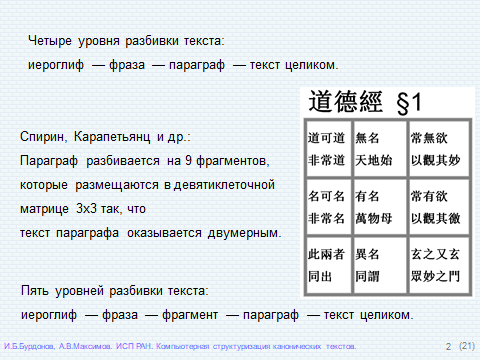 Четыре уровня разбивки текста:
иероглиф — фраза — параграф — текст целиком.
道德經 §1
Спирин, Карапетьянц и др.:
Параграф разбивается на 9 фрагментов,
которые размещаются в девятиклеточной
матрице 3х3 так, что
текст параграфа оказывается двумерным.
道可道 無名 常無欲
非常道 天地始 以觀其妙
名可名 有名 常有欲
非常名 萬物母 以觀其徼
此兩者 異名 玄之又玄
同出 同謂 眾妙之門
Пять уровней разбивки текста:
иероглиф — фраза — фрагмент — параграф — текст целиком.
И.Б.Бурдонов, А.В.Максимов. ИСП РАН. Компьютерная структуризация канонических текстов.
2 (21)